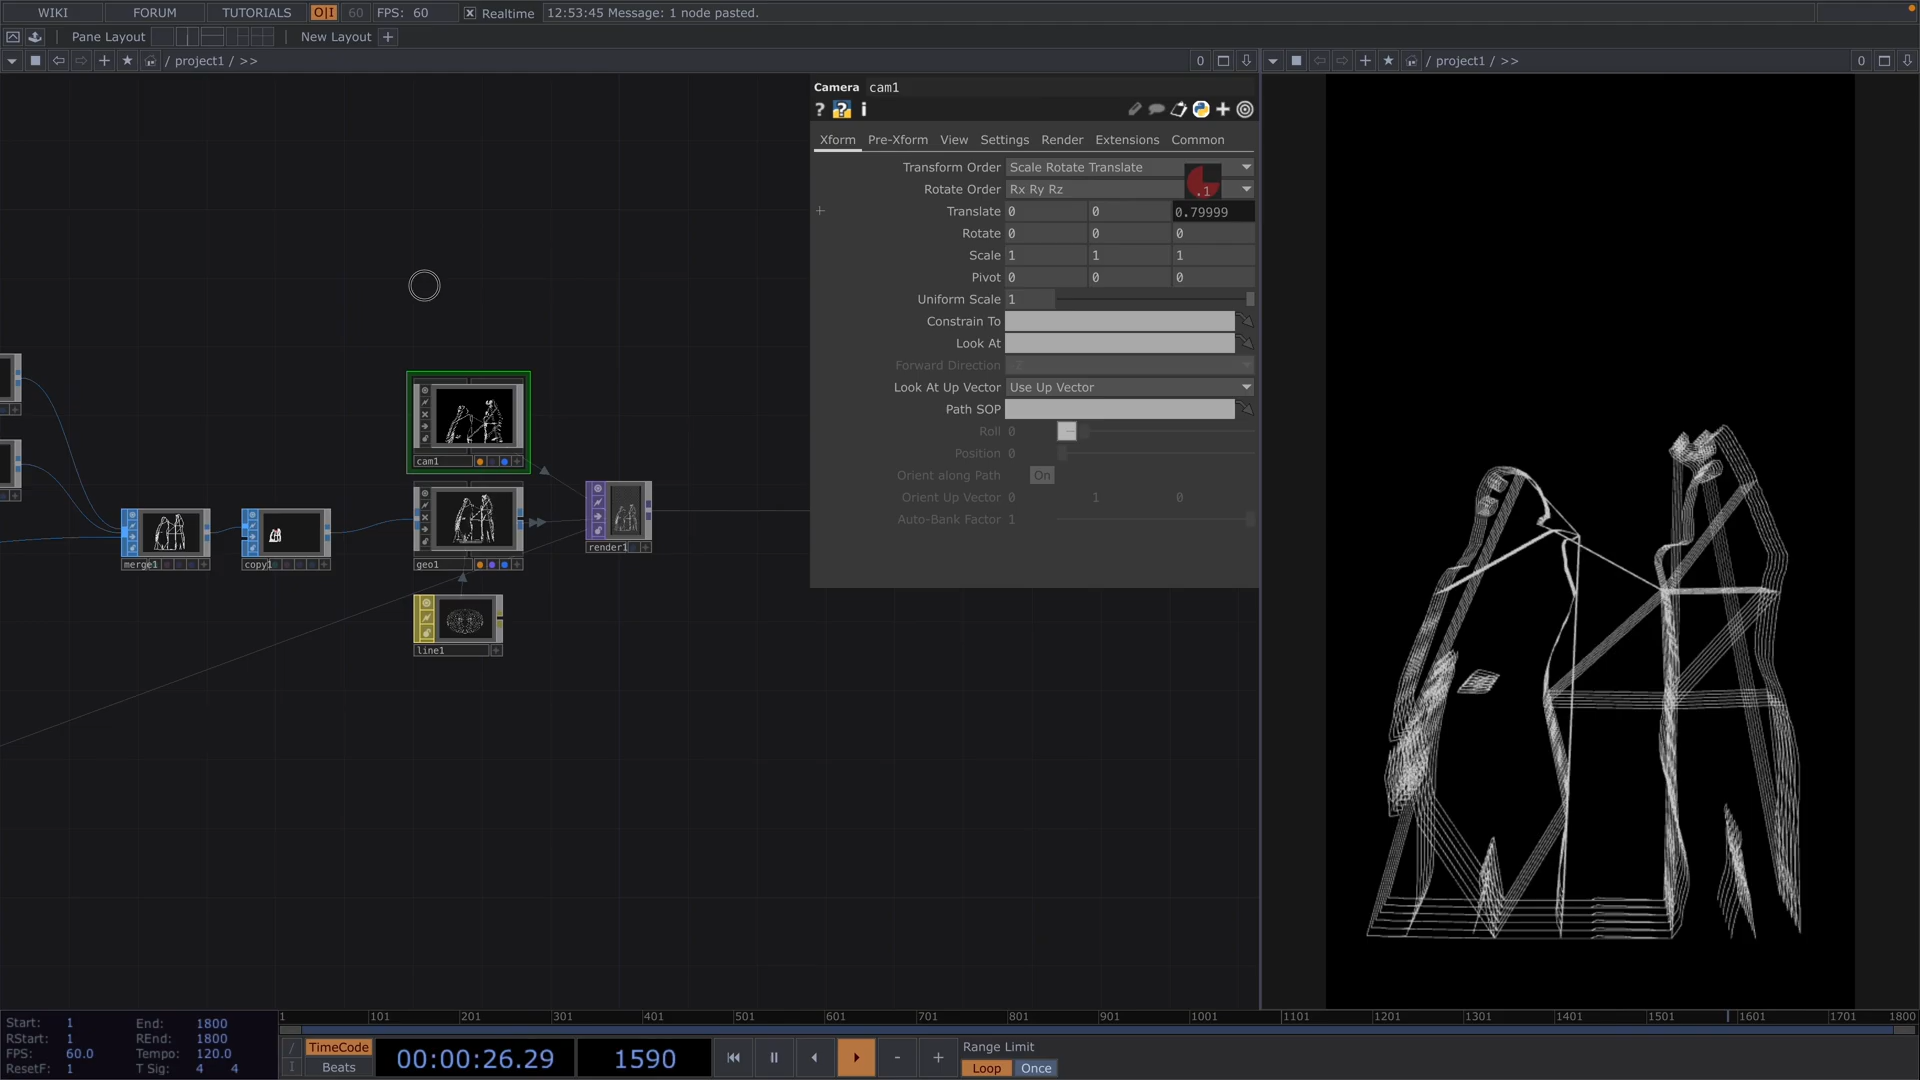 WIKI FORUM TUTORIALS O|I 60 FPS: 60 Realtime 12:53:45 Message: 1 node pasted.
Pane Layout New Layout +
/ project1 / >> 0
/ project1 / >> 0
Camera cam1
? ? i
Xform Pre-Xform View Settings Render Extensions Common
Transform Order Scale Rotate Translate
.1
Rotate Order Rx Ry Rz
Translate 0 0 0.79999
Rotate 0 0 0
Scale 1 1 1
Pivot 0 0 0
Uniform Scale 1
Constrain To
Look At
Forward Direction -Z
Look At Up Vector Use Up Vector
Path SOP
Roll 0
Position 0
Orient along Path On
Orient Up Vector 0 1 0
Auto-Bank Factor 1
cam1
merge1
copy1
geo1
render1
line1
Start: 1 End: 1800
RStart: 1 REnd: 1800
FPS: 60.0 Tempo: 120.0
ResetF: 1 T Sig: 4 4
1 101 201 301 401 501 601 701 801 901 1001 1101 1201 1301 1401 1501 1601 1701 1800
/ I
TimeCode
Beats
00:00:26.29 1590
- +
Range Limit
Loop Once